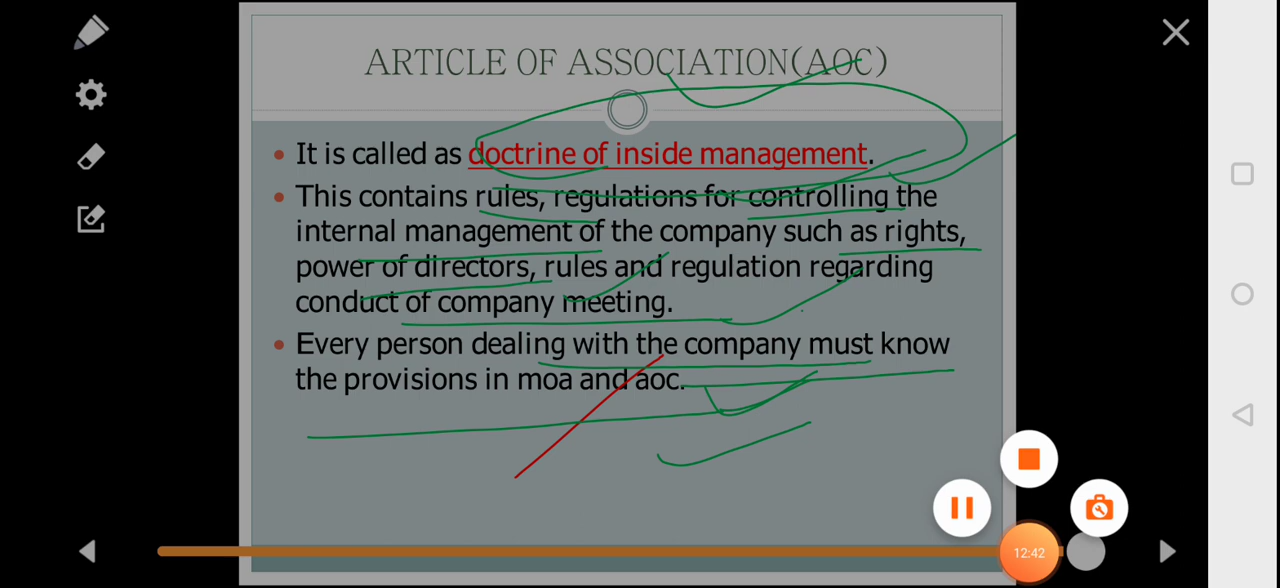 ARTICLE OF ASSOCIATION(AOC)
It is called as doctrine of inside management.
This contains rules, regulations for controlling the
internal management of the company such as rights,
power of directors, rules and regulation regarding
conduct of company meeting.
Every person dealing with the company must know
the provisions in moa and aoc.
12:42